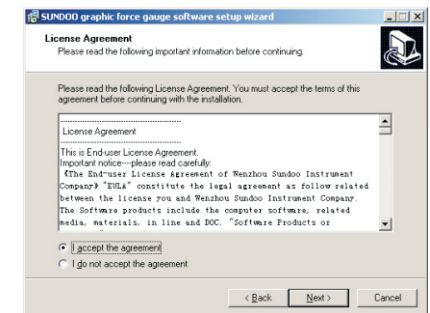 SUNDOO graphic force gauge software setup wizard
License Agreement
Please read the following important information before continuing.
Please read the following License Agreement. You must accept the terms of this
agreement before continuing with the installation.
License Agreement
This is End-user License Agreement.
Important notice---please read carefully:
《The End-user License Agreement of Wenzhou Sundoo Instrument
Company》 "EULA" constitute the legal agreement as follow related
between the license you and Wenzhou Sundoo Instrument Company.
The Software products include the computer software, related
media, materials, in line and DOC. "Software Products or
I accept the agreement
I do not accept the agreement
< Back
Next >
Cancel